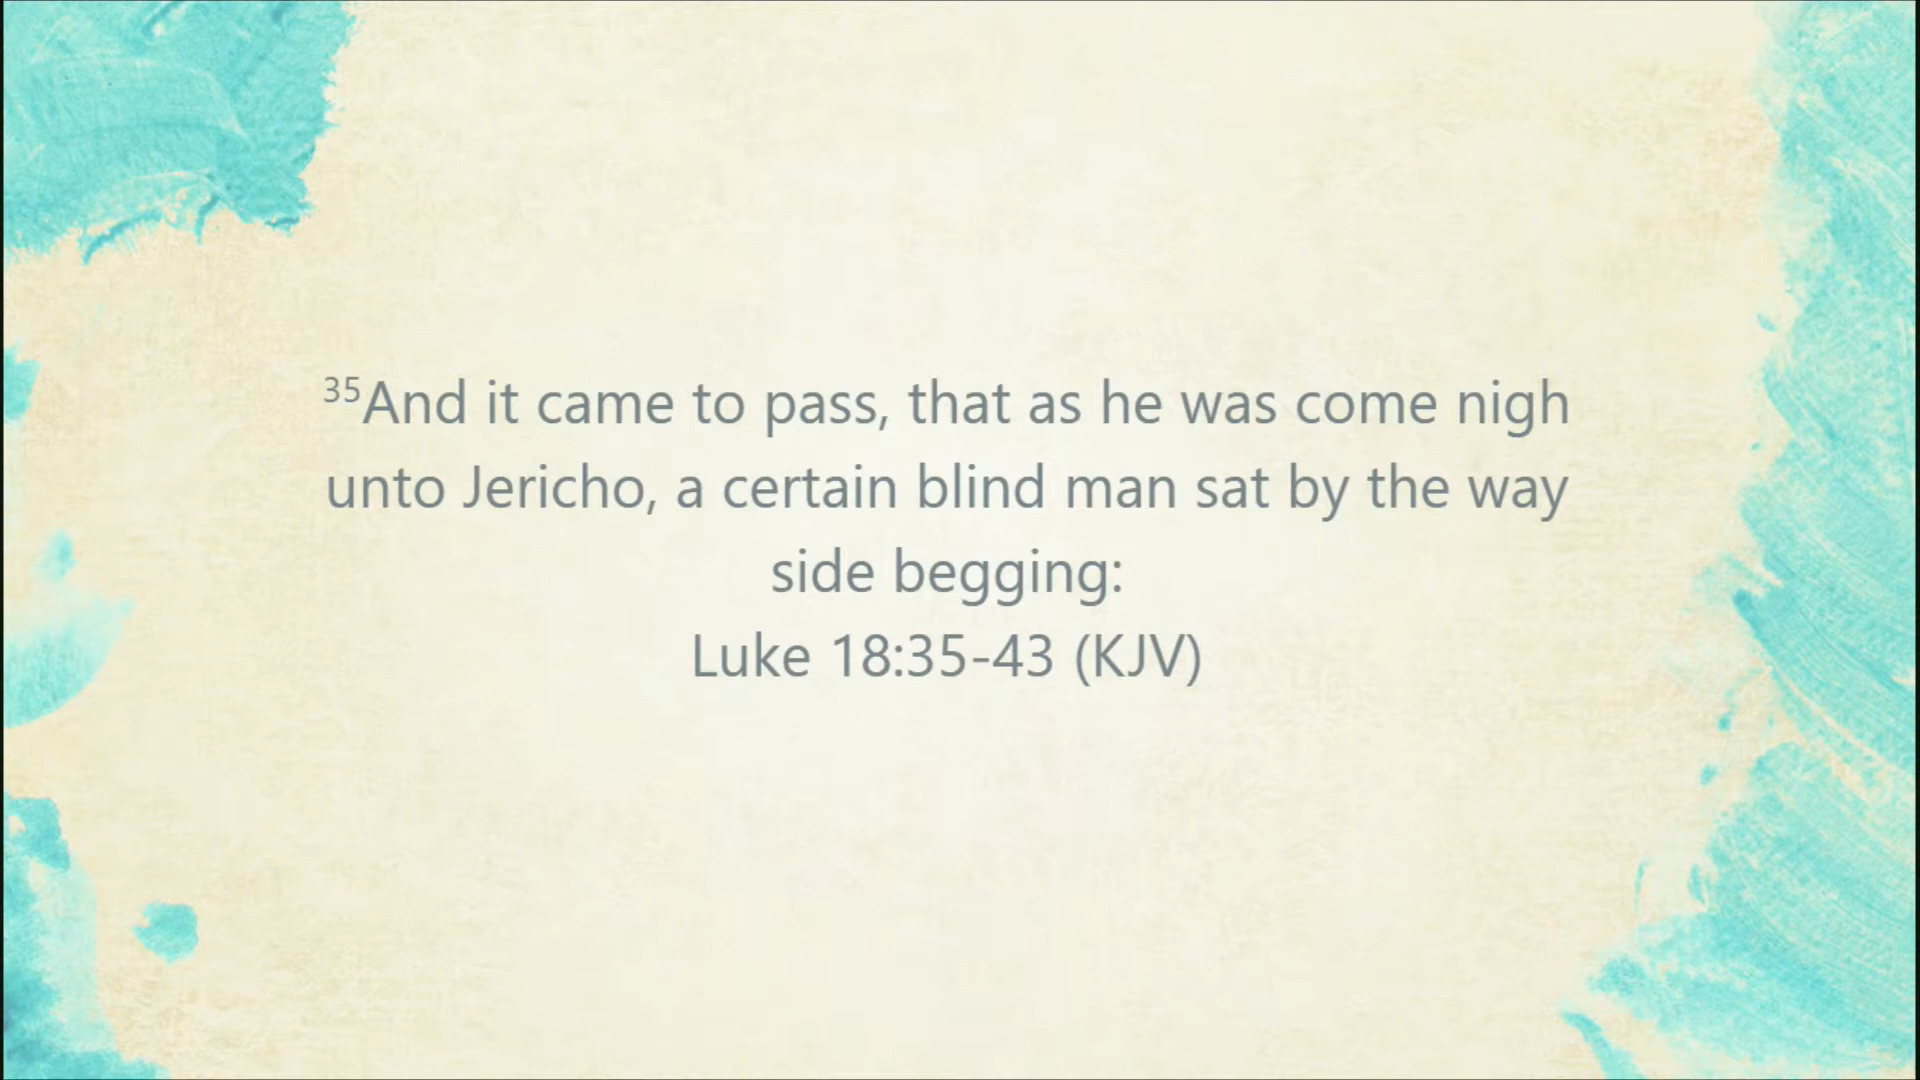 ³⁵And it came to pass, that as he was come nigh
unto Jericho, a certain blind man sat by the way
side begging:
Luke 18:35-43 (KJV)